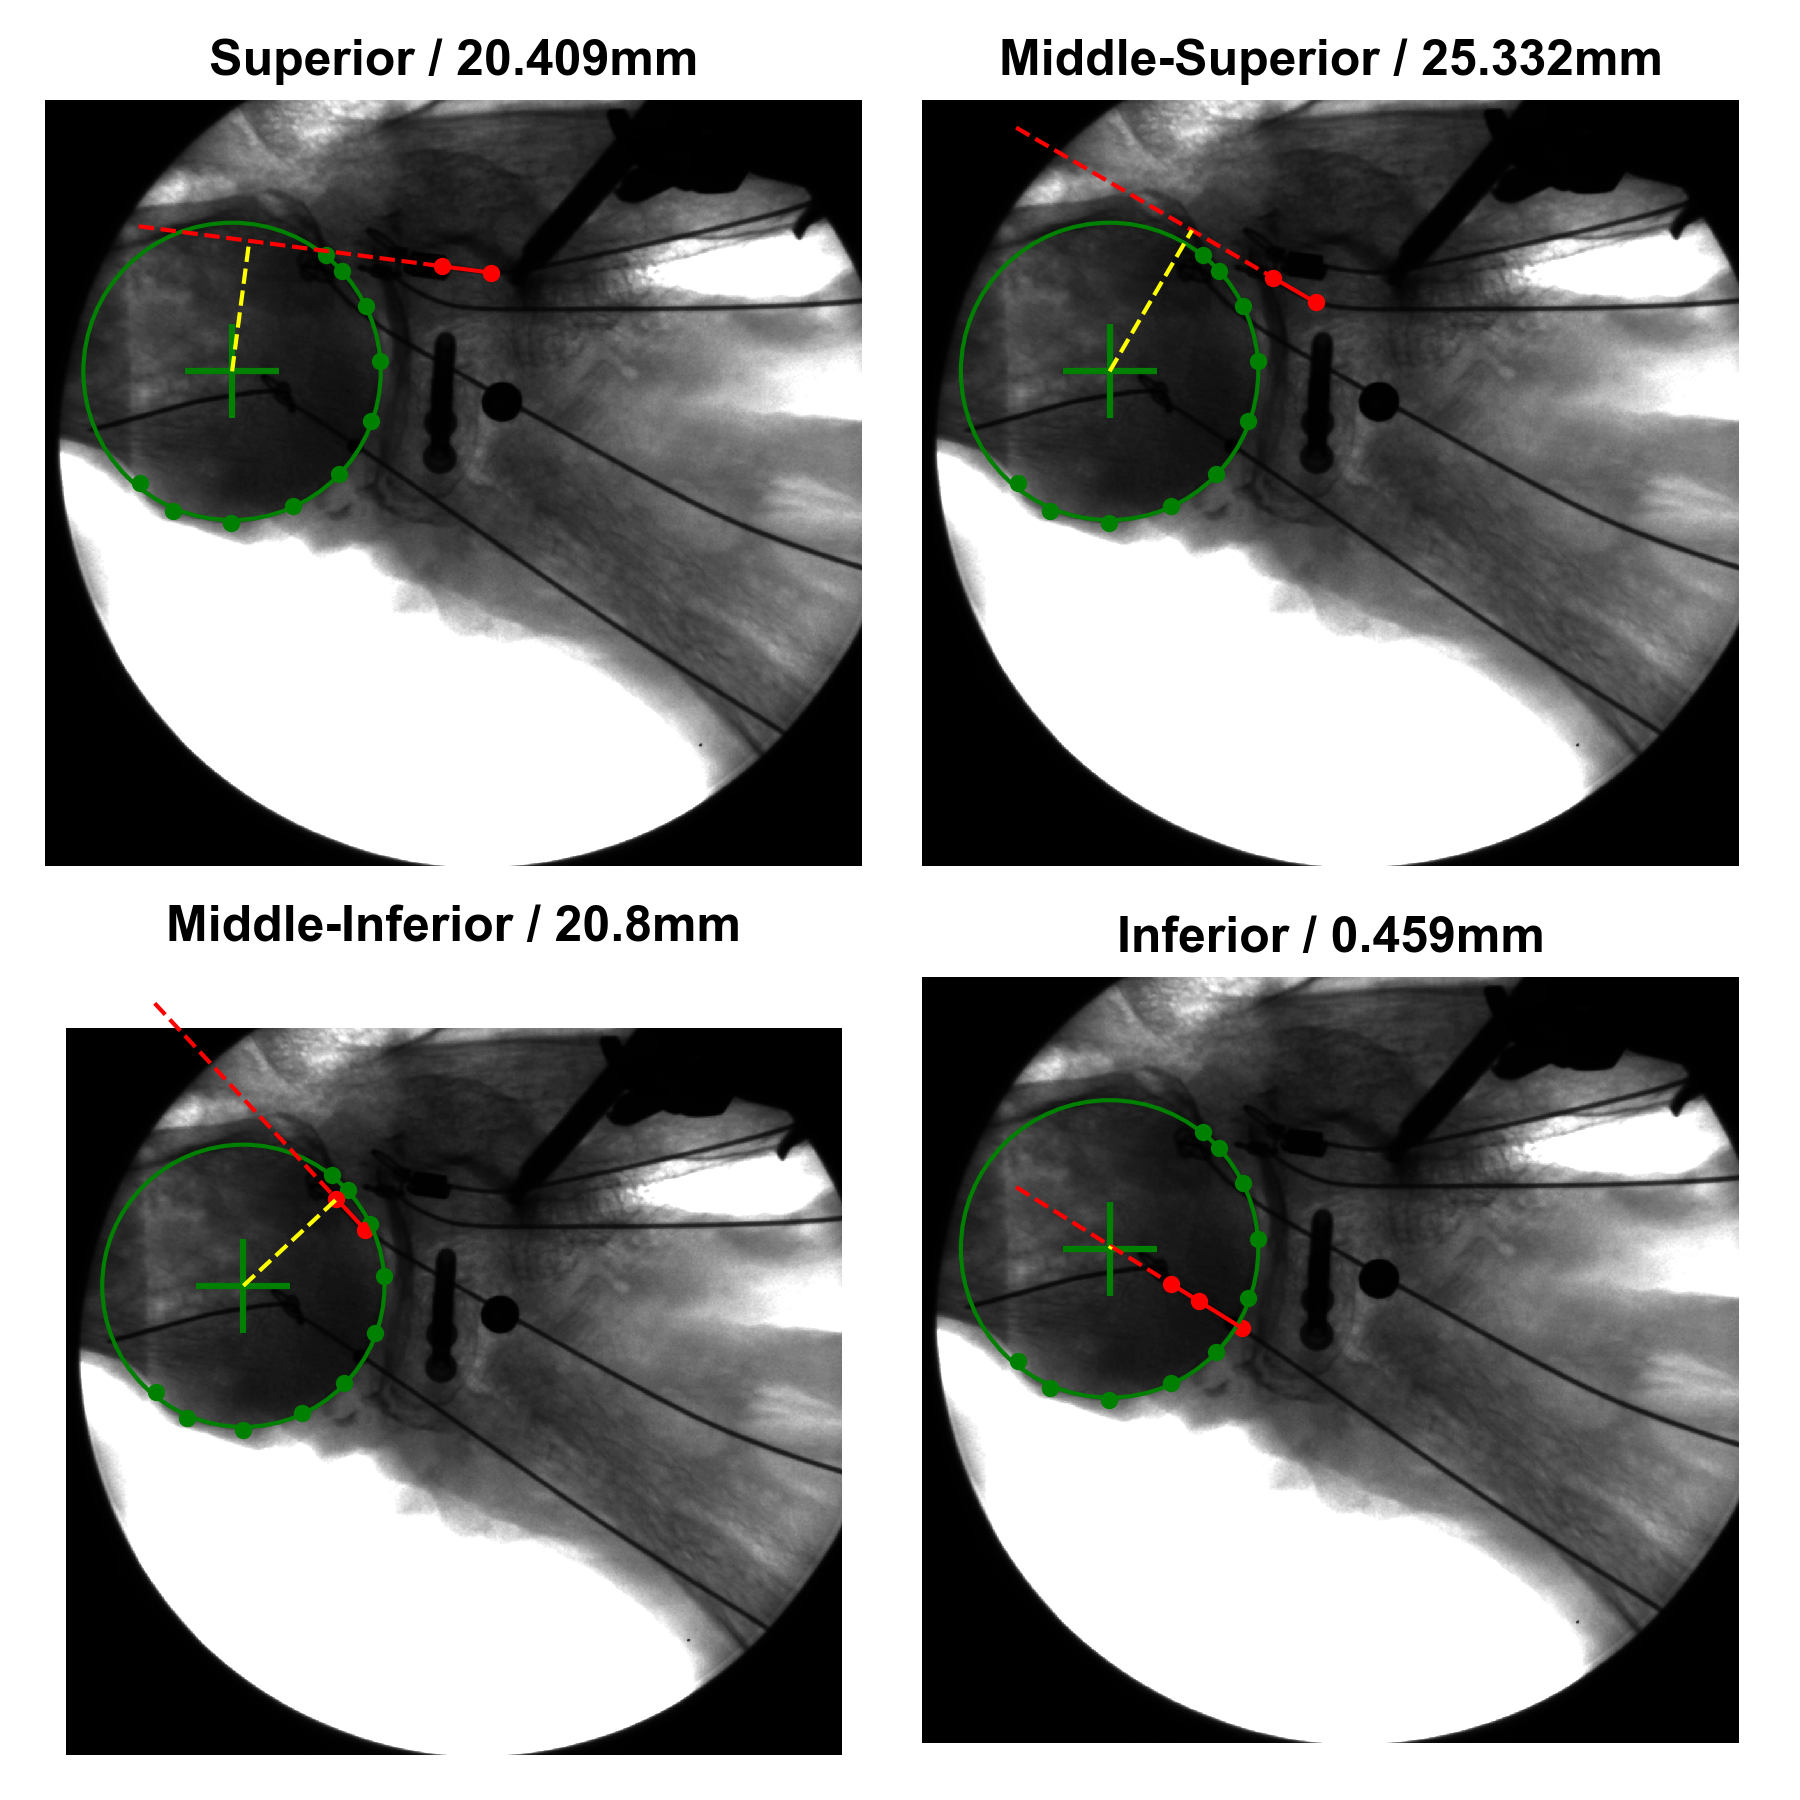 Superior / 20.409mm
Middle-Superior / 25.332mm
Middle-Inferior / 20.8mm
Inferior / 0.459mm